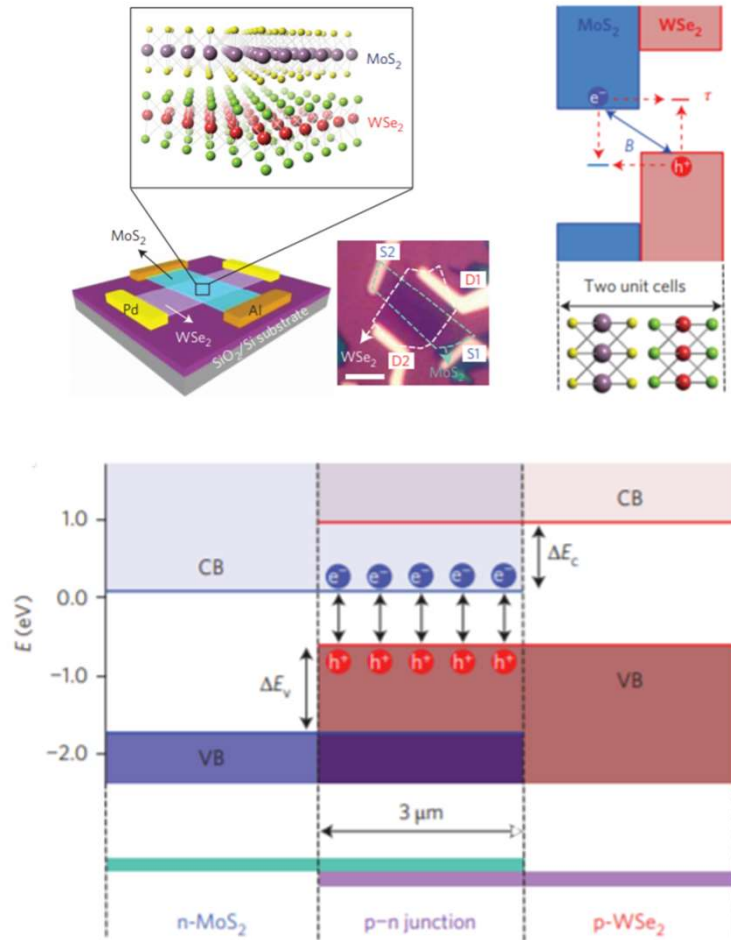 MoS₂
WSe₂
MoS₂
Pd
Al
WSe₂
SiO₂/Si substrate
S2
D1
WSe₂
D2
S1
MoS₂
MoS₂
WSe₂
e⁻
τ
B
h⁺
Two unit cells
E (eV)
1.0
0.0
−1.0
−2.0
CB
CB
ΔE꜀
e⁻ e⁻ e⁻ e⁻ e⁻
h⁺ h⁺ h⁺ h⁺ h⁺
ΔEᵥ
VB
VB
3 μm
n-MoS₂
p–n junction
p-WSe₂